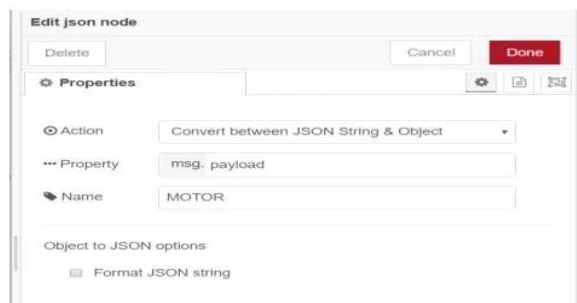 Edit json node
Delete Cancel Done
Properties
Action Convert between JSON String & Object
Property msg. payload
Name MOTOR
Object to JSON options
Format JSON string